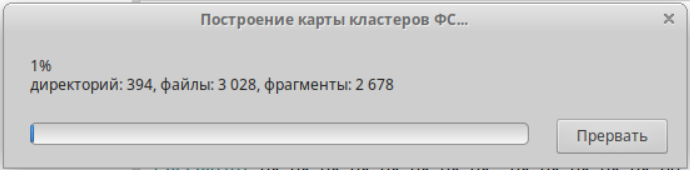 Построение карты кластеров ФС...
1%
директорий: 394, файлы: 3 028, фрагменты: 2 678
Прервать